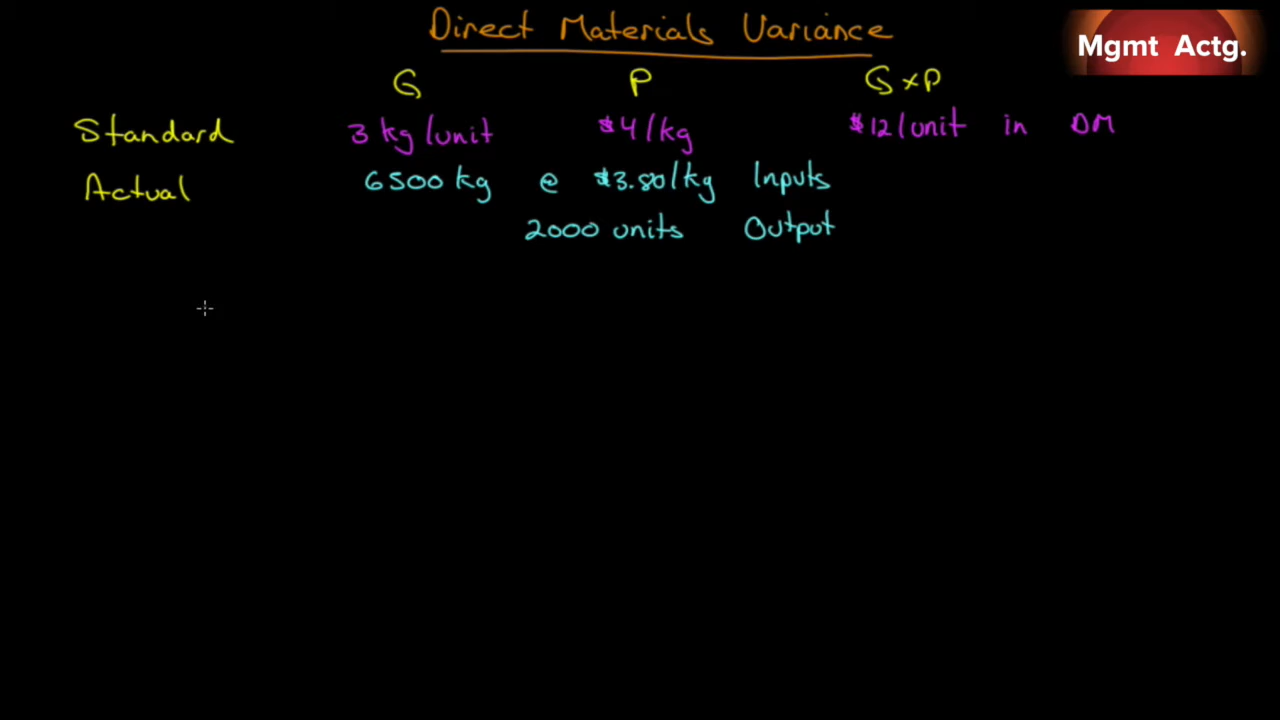 Direct Materials Variance
Mgmt Actg.
Q P Q×P
Standard 3 kg/unit $4/kg $12/unit in DM
Actual 6500 kg @ $3.80/kg Inputs
2000 units Output